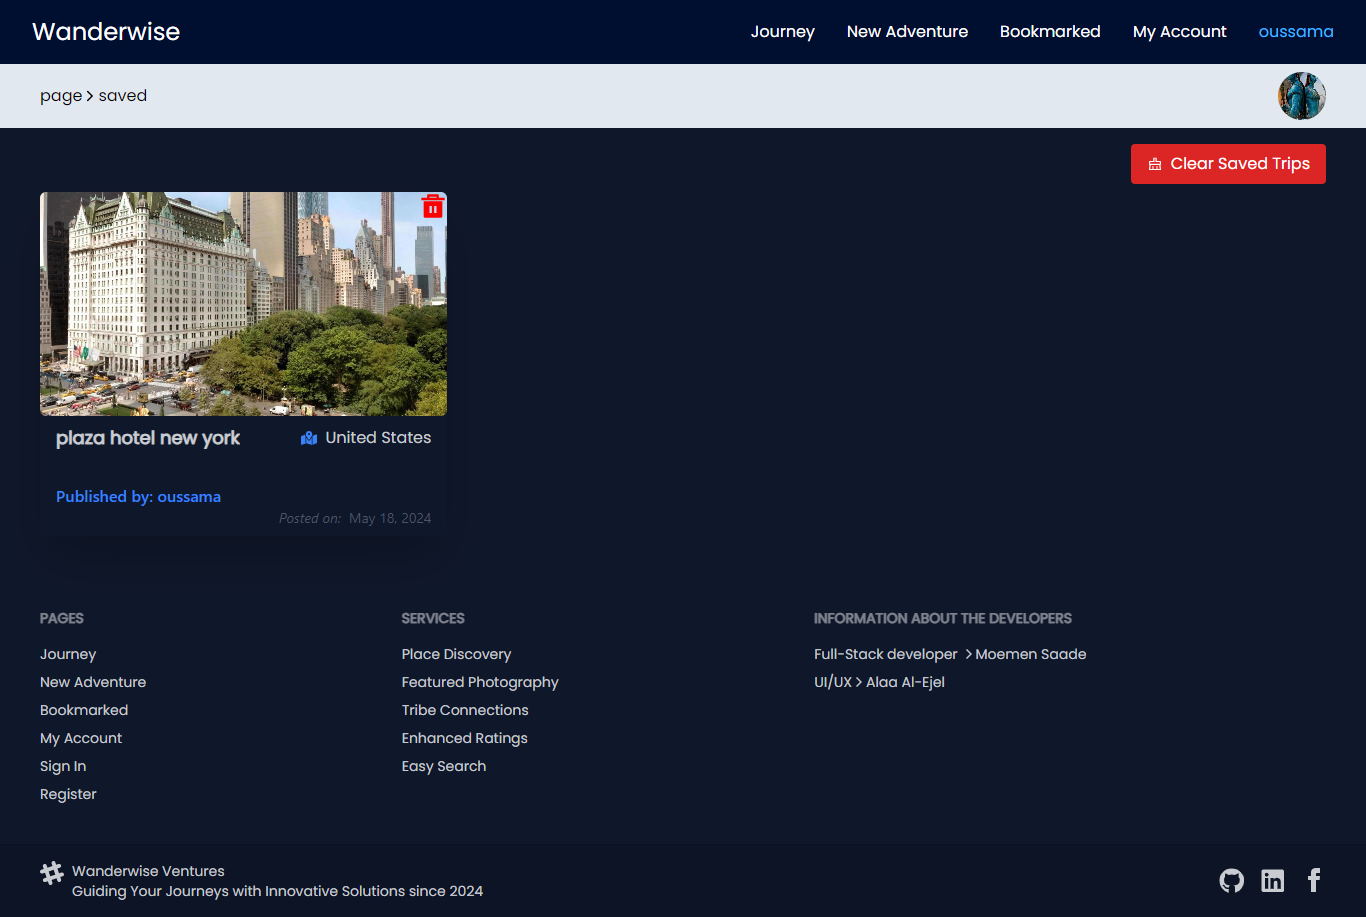 Wanderwise
Journey
New Adventure
Bookmarked
My Account
oussama
page > saved
Clear Saved Trips
plaza hotel new york
United States
Published by: oussama
Posted on: May 18, 2024
PAGES
Journey
New Adventure
Bookmarked
My Account
Sign In
Register
SERVICES
Place Discovery
Featured Photography
Tribe Connections
Enhanced Ratings
Easy Search
INFORMATION ABOUT THE DEVELOPERS
Full-Stack developer > Moemen Saade
UI/UX > Alaa Al-Ejel
Wanderwise Ventures
Guiding Your Journeys with Innovative Solutions since 2024